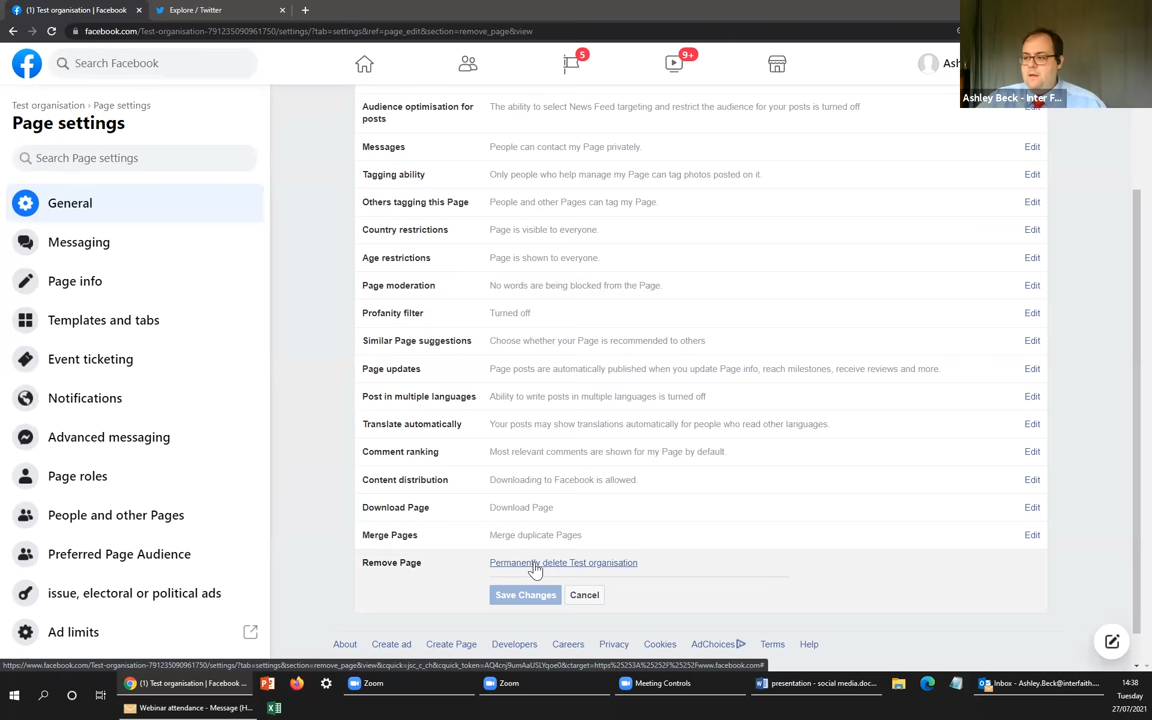 (1) Test organisation | Facebook
Explore / Twitter
facebook.com/Test-organisation-791235090961750/settings/?tab=settings&ref=page_edit&section=remove_page&view
Search Facebook
5
9+
Ash
Ashley Beck - Inter F...
Test organisation › Page settings
Page settings
Search Page settings
General
Messaging
Page info
Templates and tabs
Event ticketing
Notifications
Advanced messaging
Page roles
People and other Pages
Preferred Page Audience
issue, electoral or political ads
Ad limits
Audience optimisation for posts The ability to select News Feed targeting and restrict the audience for your posts is turned off Edit
Messages People can contact my Page privately. Edit
Tagging ability Only people who help manage my Page can tag photos posted on it. Edit
Others tagging this Page People and other Pages can tag my Page. Edit
Country restrictions Page is visible to everyone. Edit
Age restrictions Page is shown to everyone. Edit
Page moderation No words are being blocked from the Page. Edit
Profanity filter Turned off Edit
Similar Page suggestions Choose whether your Page is recommended to others Edit
Page updates Page posts are automatically published when you update Page info, reach milestones, receive reviews and more. Edit
Post in multiple languages Ability to write posts in multiple languages is turned off Edit
Translate automatically Your posts may show translations automatically for people who read other languages. Edit
Comment ranking Most relevant comments are shown for my Page by default Edit
Content distribution Downloading to Facebook is allowed. Edit
Download Page Download Page Edit
Merge Pages Merge duplicate Pages Edit
Remove Page Permanently delete Test organisation
Save Changes Cancel
About Create ad Create Page Developers Careers Privacy Cookies AdChoices Terms Help
(1) Test organisation | Facebook ...
Zoom
Zoom
Meeting Controls
presentation - social media.doc...
Inbox - Ashley.Beck@interfaith....
Webinar attendance - Message (H...
14:38
Tuesday
27/07/2021